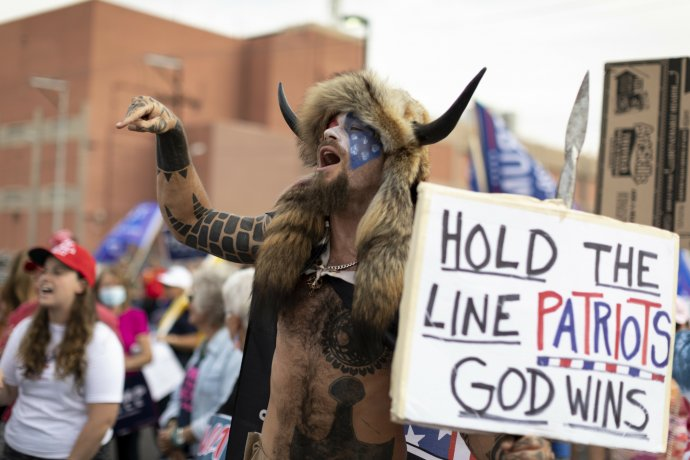 HOLD THE
LINE PATRIOTS
GOD WINS